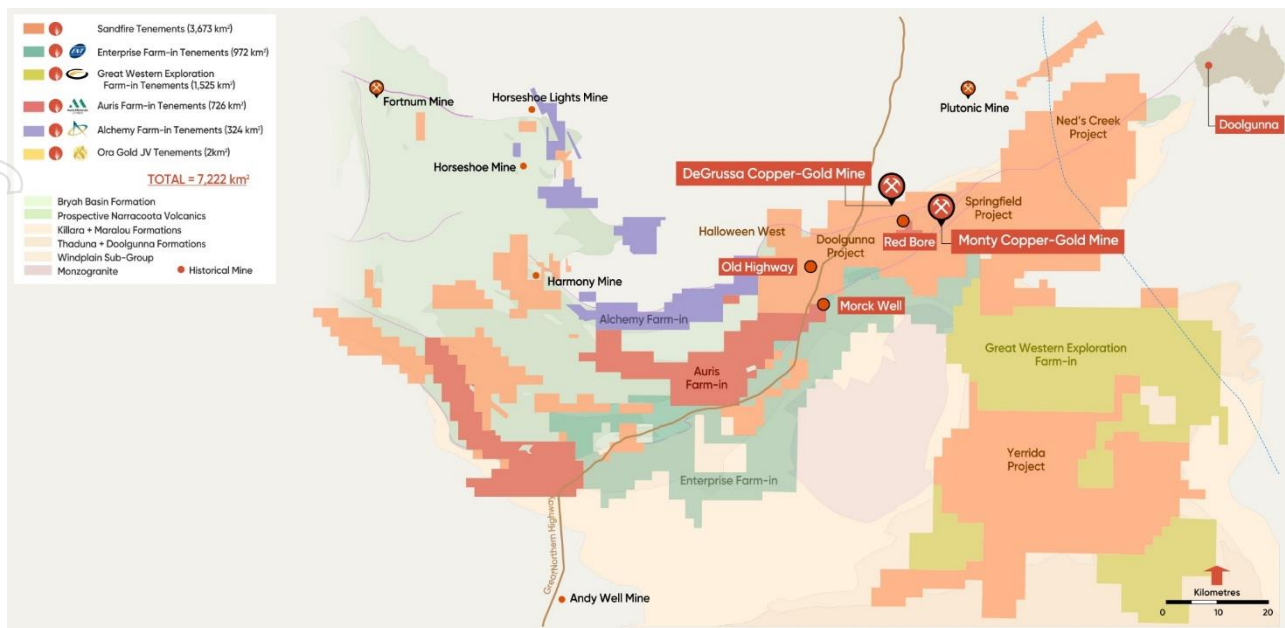 Sandfire Tenements (3,673 km²)
Enterprise Farm-in Tenements (972 km²)
Great Western Exploration
Farm-in Tenements (1,525 km²)
Auris Farm-in Tenements (726 km²)
Alchemy Farm-in Tenements (324 km²)
Ora Gold JV Tenements (2km²)
TOTAL = 7,222 km²
Bryah Basin Formation
Prospective Narracoota Volcanics
Killara + Maralou Formations
Thaduna + Doolgunna Formations
Windplain Sub-Group
Monzogranite
Historical Mine
Fortnum Mine
Horseshoe Lights Mine
Horseshoe Mine
Plutonic Mine
Ned's Creek
Project
Doolgunna
DeGrussa Copper-Gold Mine
Springfield
Project
Halloween West
Doolgunna
Project
Red Bore
Monty Copper-Gold Mine
Old Highway
Harmony Mine
Morck Well
Alchemy Farm-in
Great Western Exploration
Farm-in
Auris
Farm-in
Yerrida
Project
Enterprise Farm-in
Great Northern Highway
Andy Well Mine
Kilometres
0 10 20